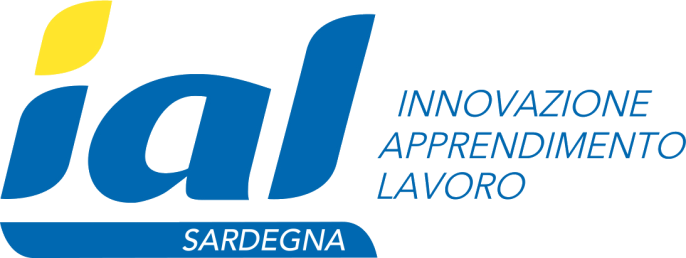 ial
INNOVAZIONE
APPRENDIMENTO
LAVORO
SARDEGNA